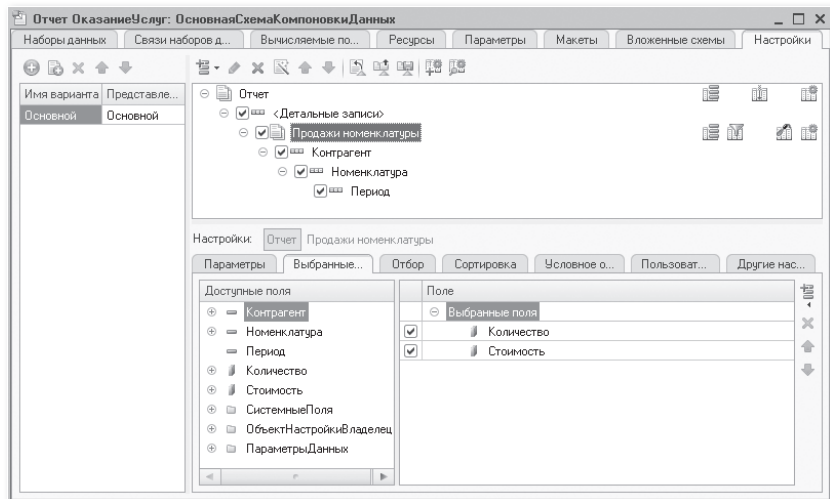 Отчет ОказаниеУслуг: ОсновнаяСхемаКомпоновкиДанных
Наборы данных Связи наборов д... Вычисляемые по... Ресурсы Параметры Макеты Вложенные схемы Настройки
Имя варианта Представле...
Основной Основной
Отчет
<Детальные записи>
Продажи номенклатуры
Контрагент
Номенклатура
Период
Настройки: Отчет Продажи номенклатуры
Параметры Выбранные... Отбор Сортировка Условное о... Пользоват... Другие нас...
Доступные поля
Контрагент
Номенклатура
Период
Количество
Стоимость
СистемныеПоля
ОбъектНастройкиВладелец
ПараметрыДанных
Поле
Выбранные поля
Количество
Стоимость